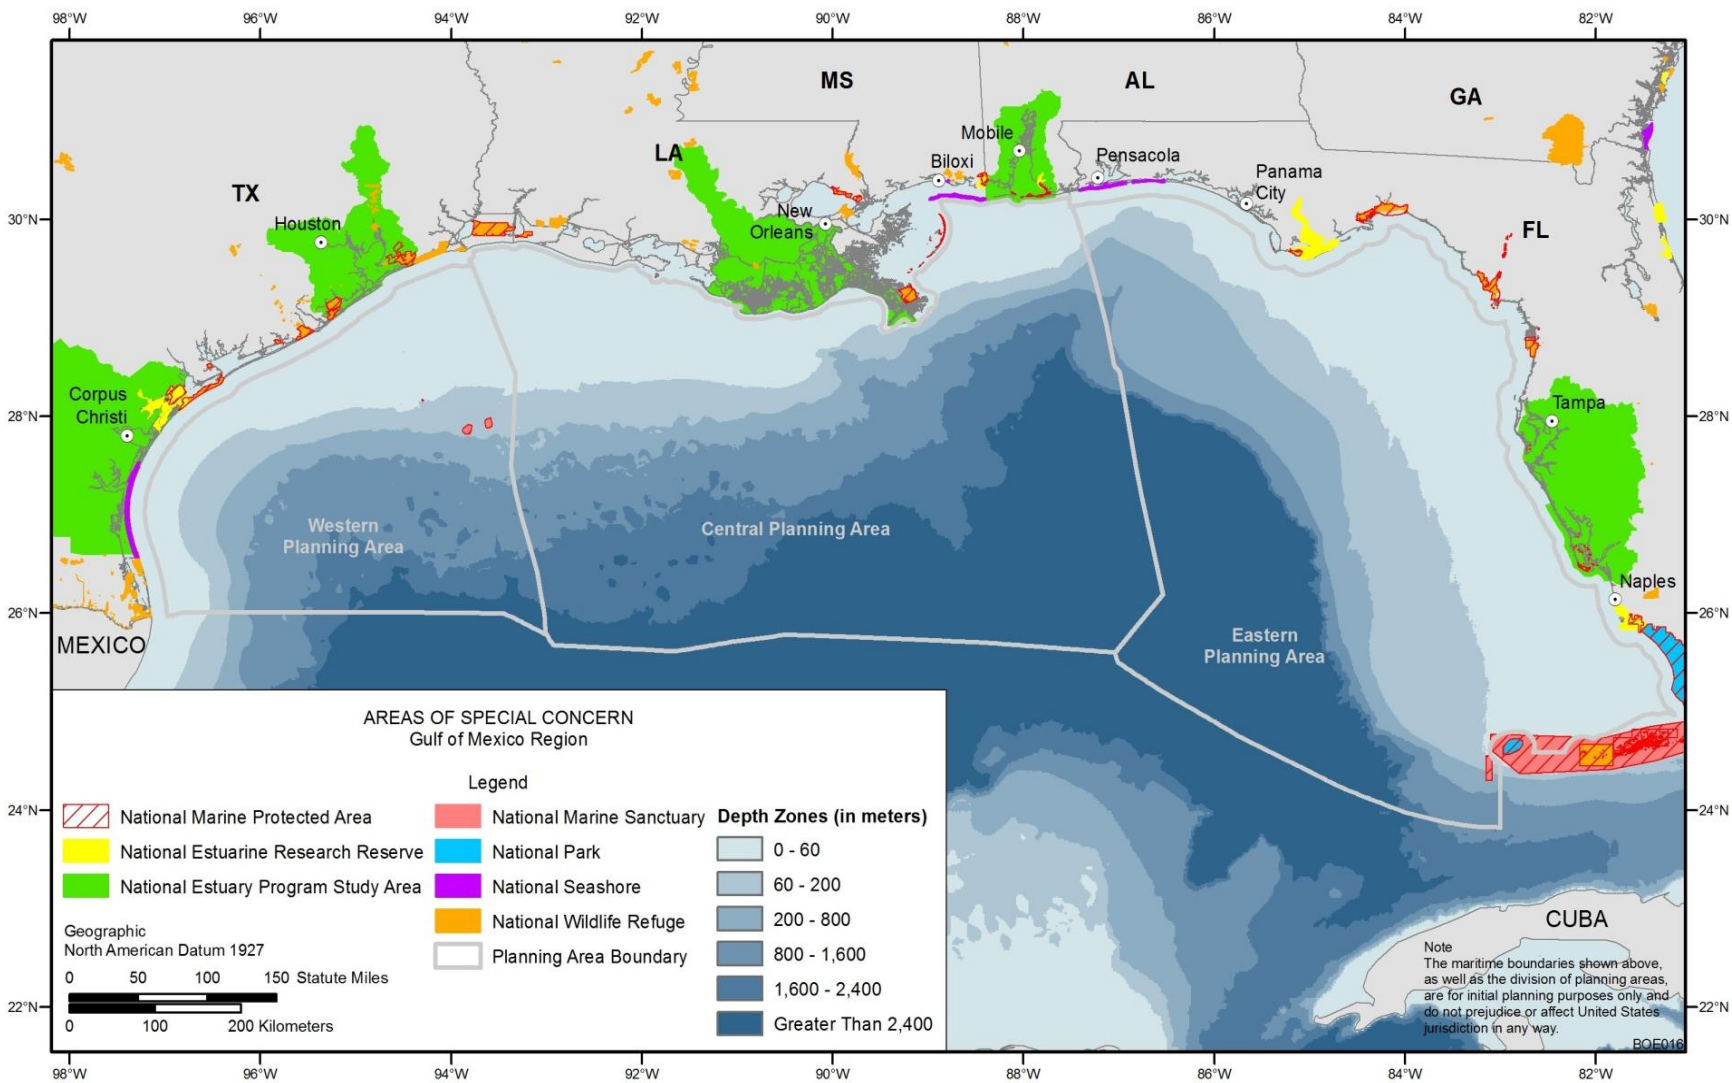 98°W 96°W 94°W 92°W 90°W 88°W 86°W 84°W 82°W
MS
AL
GA
Mobile
LA
Biloxi
Pensacola
Panama
City
TX
30°N
30°N
Houston
New
Orleans
FL
28°N
28°N
Corpus
Christi
Tampa
Western
Planning Area
Central Planning Area
Naples
26°N
26°N
MEXICO
Eastern
Planning Area
AREAS OF SPECIAL CONCERN
Gulf of Mexico Region
Legend
National Marine Protected Area
National Estuarine Research Reserve
National Estuary Program Study Area
National Marine Sanctuary
National Park
National Seashore
National Wildlife Refuge
Planning Area Boundary
Depth Zones (in meters)
0 - 60
60 - 200
200 - 800
800 - 1,600
1,600 - 2,400
Greater Than 2,400
Geographic
North American Datum 1927
0 50 100 150 Statute Miles
0 100 200 Kilometers
24°N
24°N
CUBA
Note
The maritime boundaries shown above,
as well as the division of planning areas,
are for initial planning purposes only and
do not prejudice or affect United States
jurisdiction in any way.
BOE016
22°N
22°N
98°W 96°W 94°W 92°W 90°W 88°W 86°W 84°W 82°W